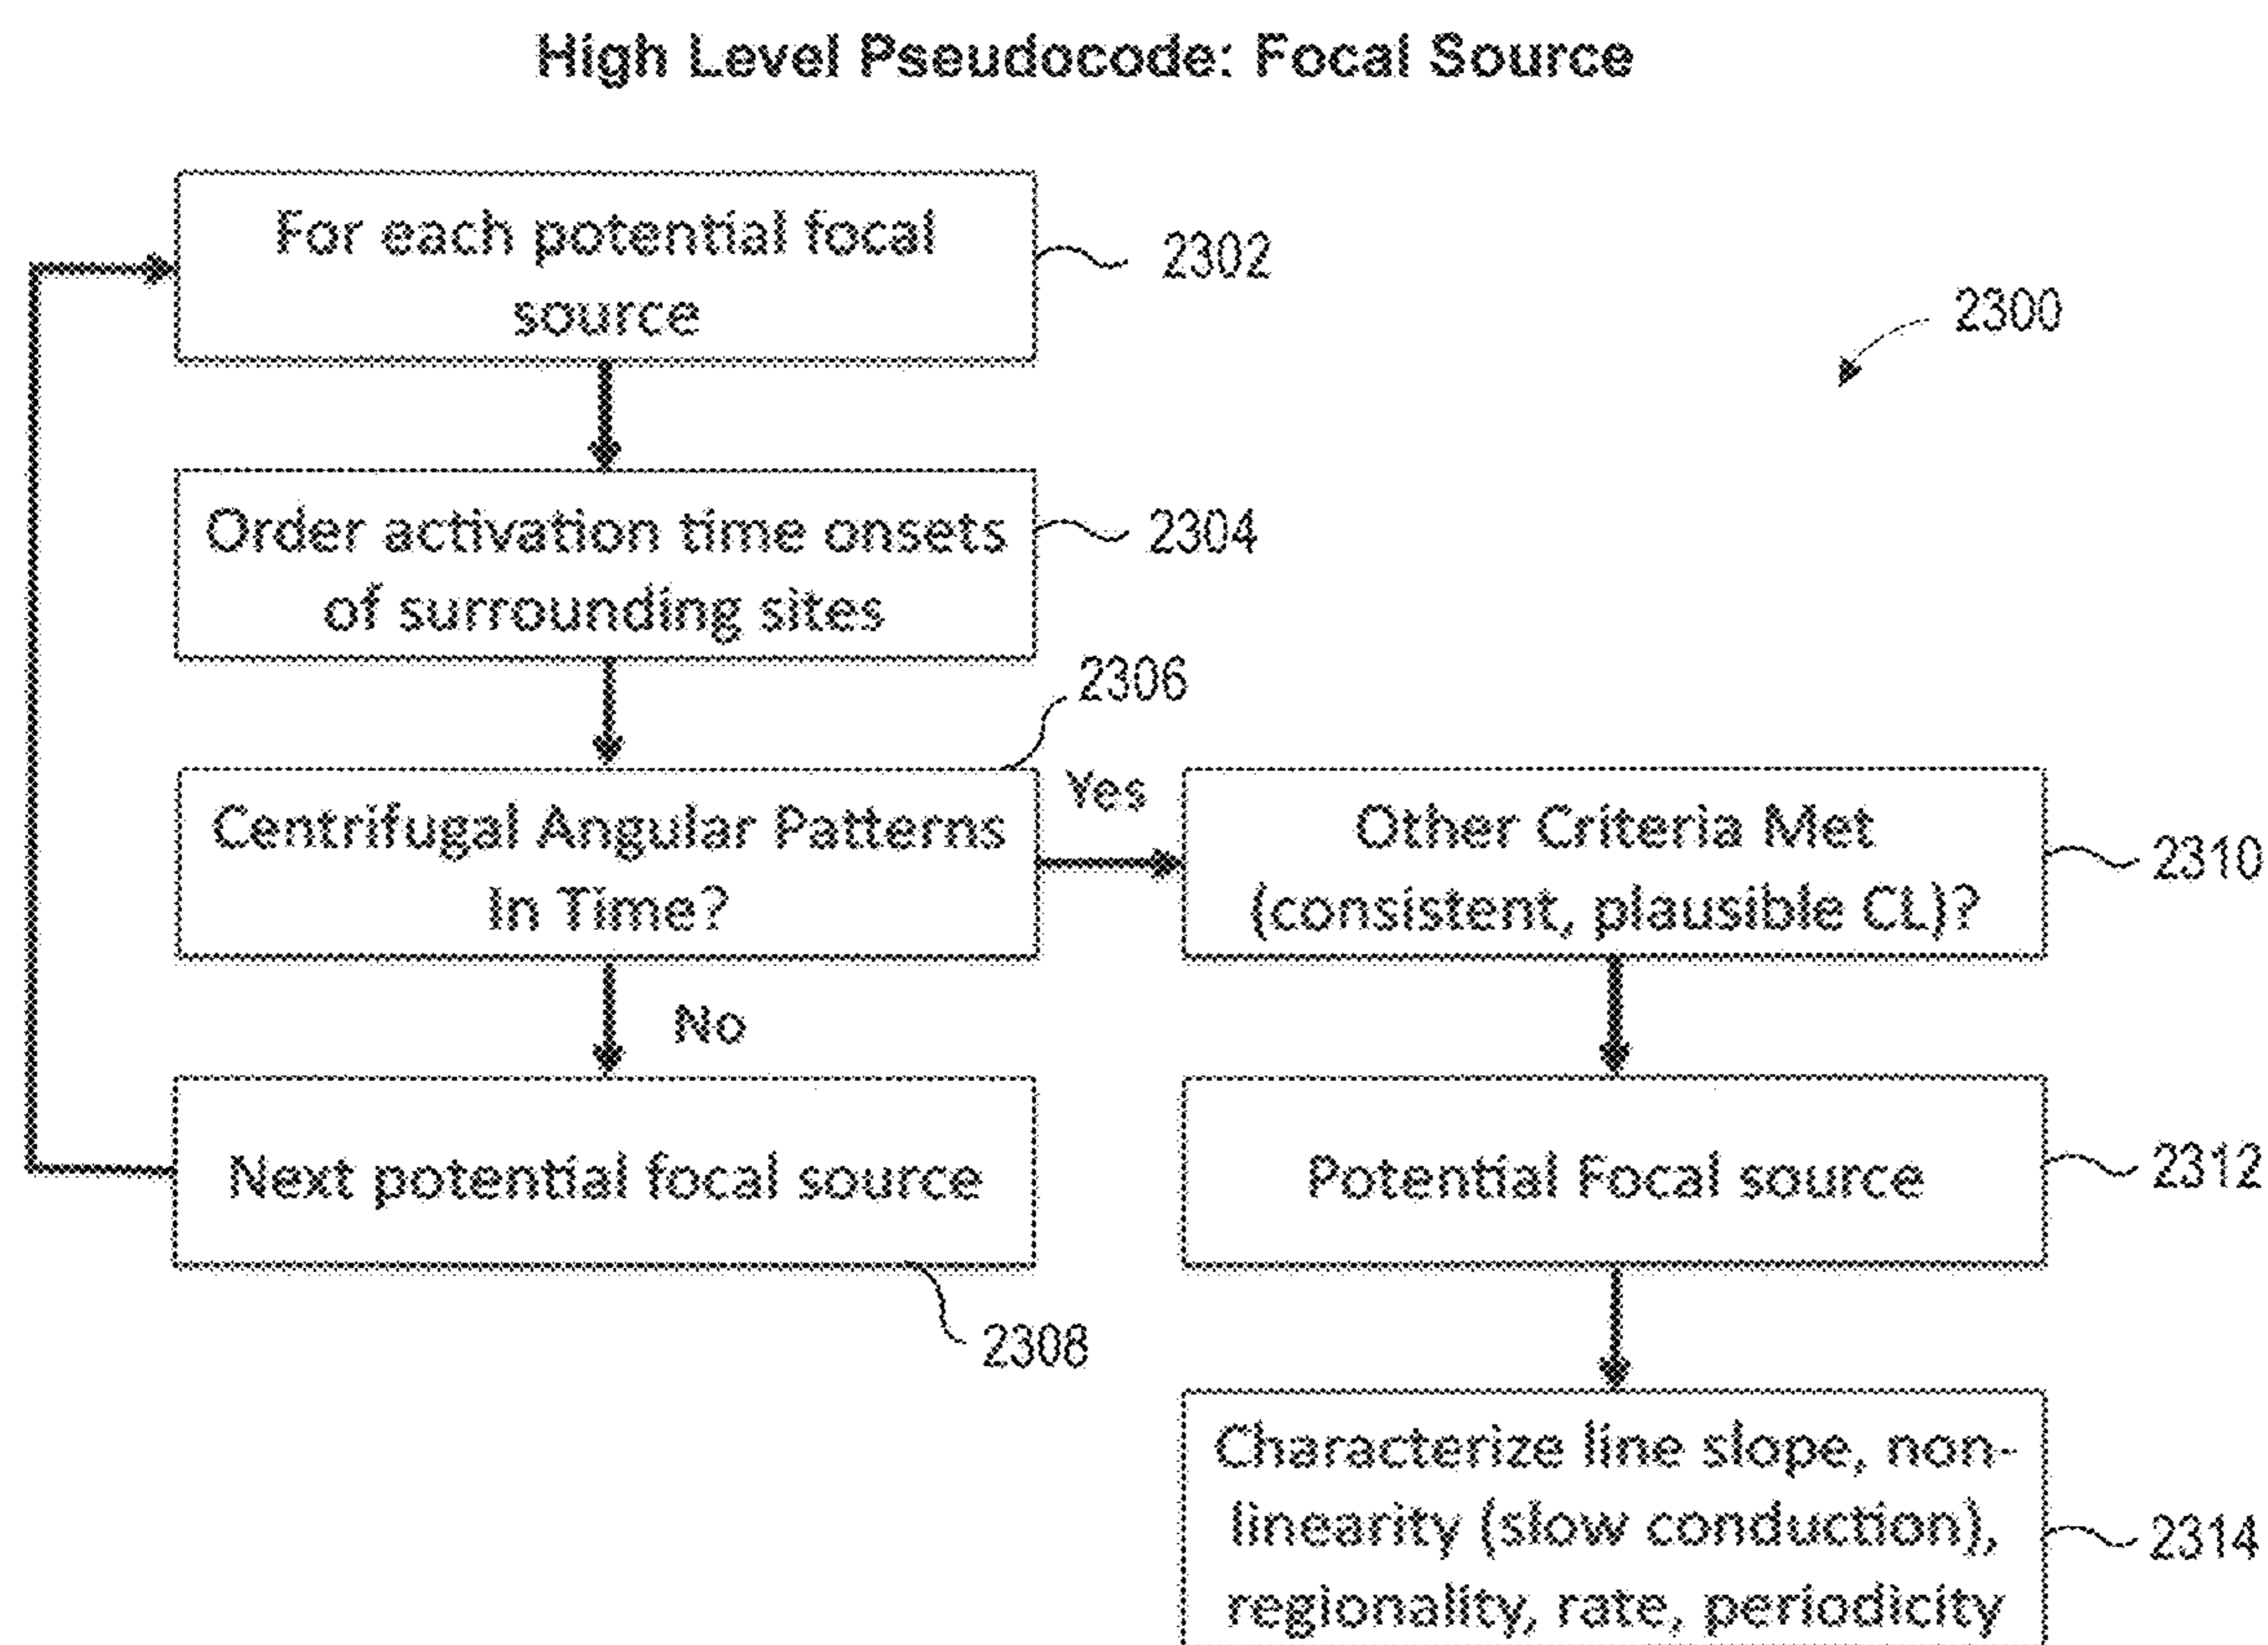 High Level Pseudocode: Focal Source
For each potential focal
source
2302
2300
Order activation time onsets
of surrounding sites
2304
2306
Centrifugal Angular Patterns
In Time?
Yes
Other Criteria Met
(consistent, plausible CL)?
2310
No
Next potential focal source
2308
Potential Focal source
2312
Characterize line slope, non-
linearity (slow conduction),
regionality, rate, periodicity
2314